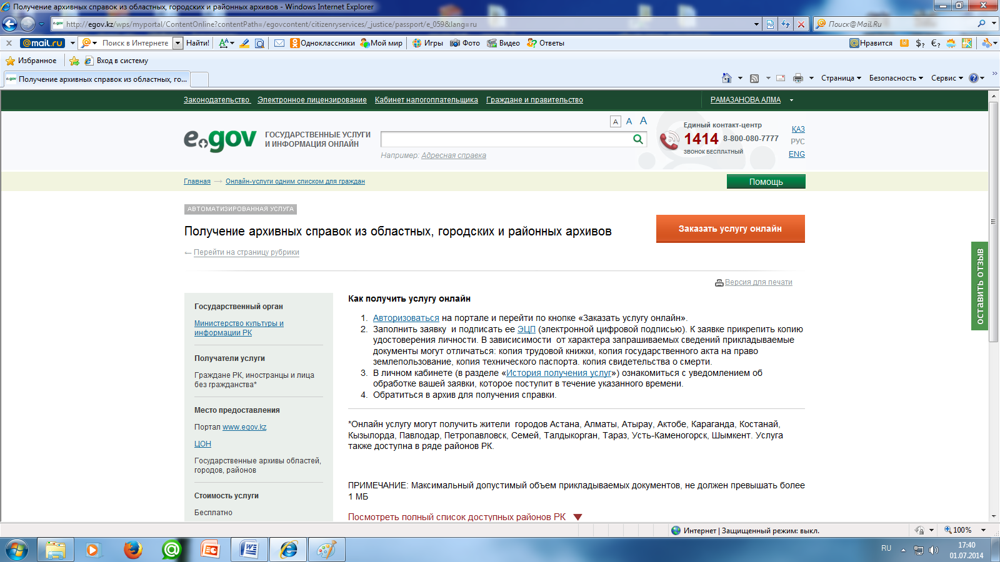 Получение архивных справок из областных, городских и районных архивов - Windows Internet Explorer
http://egov.kz/wps/myportal/ContentOnline?contentPath=/egovcontent/citizenryservices/_justice/passport/e_059&lang=ru
Поиск@Mail.Ru
@mail.ru Поиск в Интернете Найти! Одноклассники Мой мир Игры Фото Видео Ответы Нравится
Избранное Вход в систему
Получение архивных справок из областных, го...
Страница Безопасность Сервис
Законодательство Электронное лицензирование Кабинет налогоплательщика Граждане и правительство РАМАЗАНОВА АЛМА
A A A
e.gov ГОСУДАРСТВЕННЫЕ УСЛУГИ
И ИНФОРМАЦИЯ ОНЛАЙН
Например: Адресная справка
Единый контакт-центр
1414 8-800-080-7777
ЗВОНОК БЕСПЛАТНЫЙ
ҚАЗ
РУС
ENG
Главная → Онлайн-услуги одним списком для граждан
Помощь
АВТОМАТИЗИРОВАННАЯ УСЛУГА
Получение архивных справок из областных, городских и районных архивов
Заказать услугу онлайн
← Перейти на страницу рубрики
оставить отзыв
Версия для печати
Государственный орган
Министерство культуры и
информации РК
Получатели услуги
Граждане РК, иностранцы и лица
без гражданства*
Место предоставления
Портал www.egov.kz
ЦОН
Государственные архивы областей,
городов, районов
Стоимость услуги
Бесплатно
Как получить услугу онлайн
1. Авторизоваться на портале и перейти по кнопке «Заказать услугу онлайн».
2. Заполнить заявку и подписать ее ЭЦП (электронной цифровой подписью). К заявке прикрепить копию
удостоверения личности. В зависисимости от характера запрашиваемых сведений прикладываемые
документы могут отличаться: копия трудовой книжки, копия государственного акта на право
землепользование, копия технического паспорта. копия свидетельства о смерти.
3. В личном кабинете (в разделе «История получения услуг») ознакомиться с уведомлением об
обработке вашей заявки, которое поступит в течение указанного времени.
4. Обратиться в архив для получения справки.
*Онлайн услугу могут получить жители городов Астана, Алматы, Атырау, Актобе, Караганда, Костанай,
Кызылорда, Павлодар, Петропавловск, Семей, Талдыкорган, Тараз, Усть-Каменогорск, Шымкент. Услуга
также доступна в ряде районов РК.
ПРИМЕЧАНИЕ: Максимальный допустимый объем прикладываемых документов, не должен превышать более
1 МБ
Посмотреть полный список доступных районов РК
Интернет | Защищенный режим: выкл.
100%
RU
17:40
01.07.2014